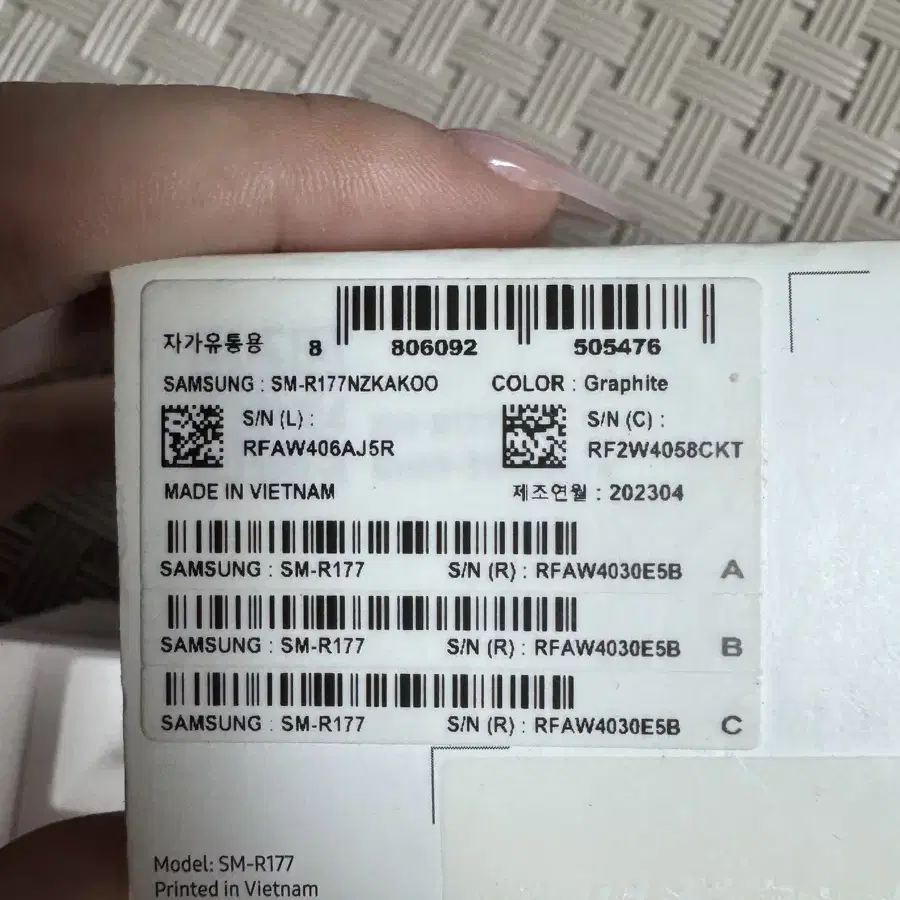 자가유통용 8 806092 505476
SAMSUNG : SM-R177NZKAKOO COLOR : Graphite
S/N (L) : S/N (C) :
RFAW406AJ5R RF2W4058CKT
MADE IN VIETNAM 제조연월 : 202304
SAMSUNG : SM-R177 S/N (R) : RFAW4030E5B A
SAMSUNG : SM-R177 S/N (R) : RFAW4030E5B B
SAMSUNG : SM-R177 S/N (R) : RFAW4030E5B C
Model: SM-R177
Printed in Vietnam